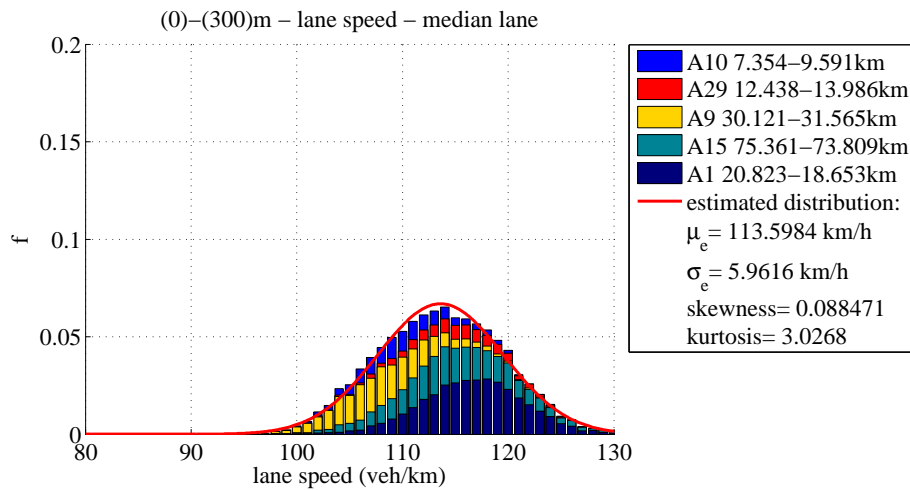 (0)–(300)m – lane speed – median lane
0.2
0.15
0.1
0.05
0
f
80
90
100
110
120
130
lane speed (veh/km)
A10 7.354–9.591km
A29 12.438–13.986km
A9 30.121–31.565km
A15 75.361–73.809km
A1 20.823–18.653km
estimated distribution:
μe= 113.5984 km/h
σe= 5.9616 km/h
skewness= 0.088471
kurtosis= 3.0268